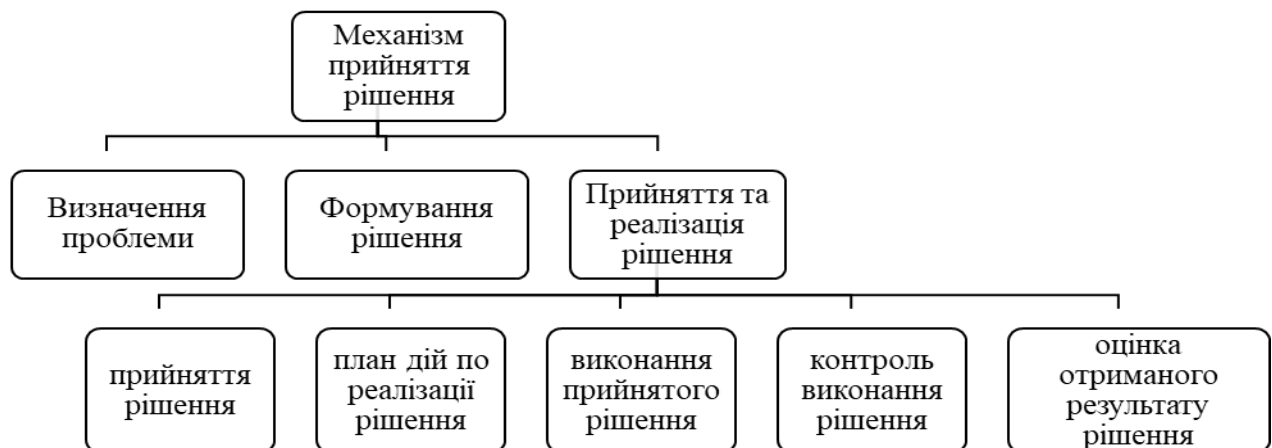 Механізм
прийняття
рішення
Визначення
проблеми
Формування
рішення
Прийняття та
реалізація
рішення
прийняття
рішення
план дій по
реалізації
рішення
виконання
прийнятого
рішення
контроль
виконання
рішення
оцінка
отриманого
результату
рішення